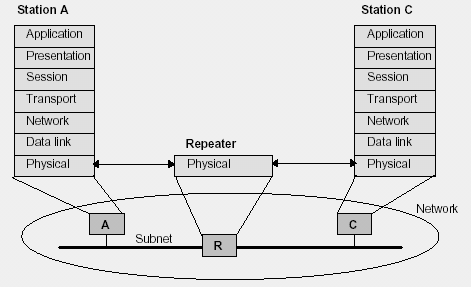 Station A
Station C
Application
Application
Presentation
Presentation
Session
Session
Transport
Transport
Network
Network
Repeater
Data link
Data link
Physical
Physical
Physical
Network
A
C
Subnet
R